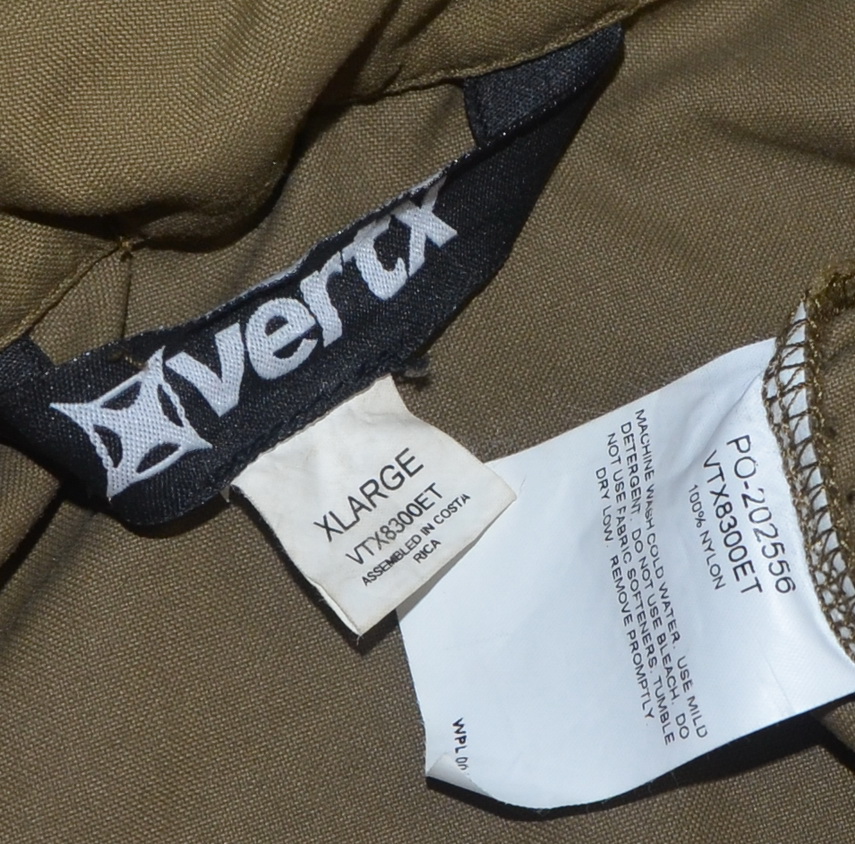 vertx
XLARGE
VTX8300ET
ASSEMBLED IN COSTA
RICA
PO-202556
VTX8300ET
100% NYLON
MACHINE WASH COLD WATER. USE MILD
DETERGENT. DO NOT USE BLEACH. DO
NOT USE FABRIC SOFTENERS. TUMBLE
DRY LOW. REMOVE PROMPTLY.
WPL